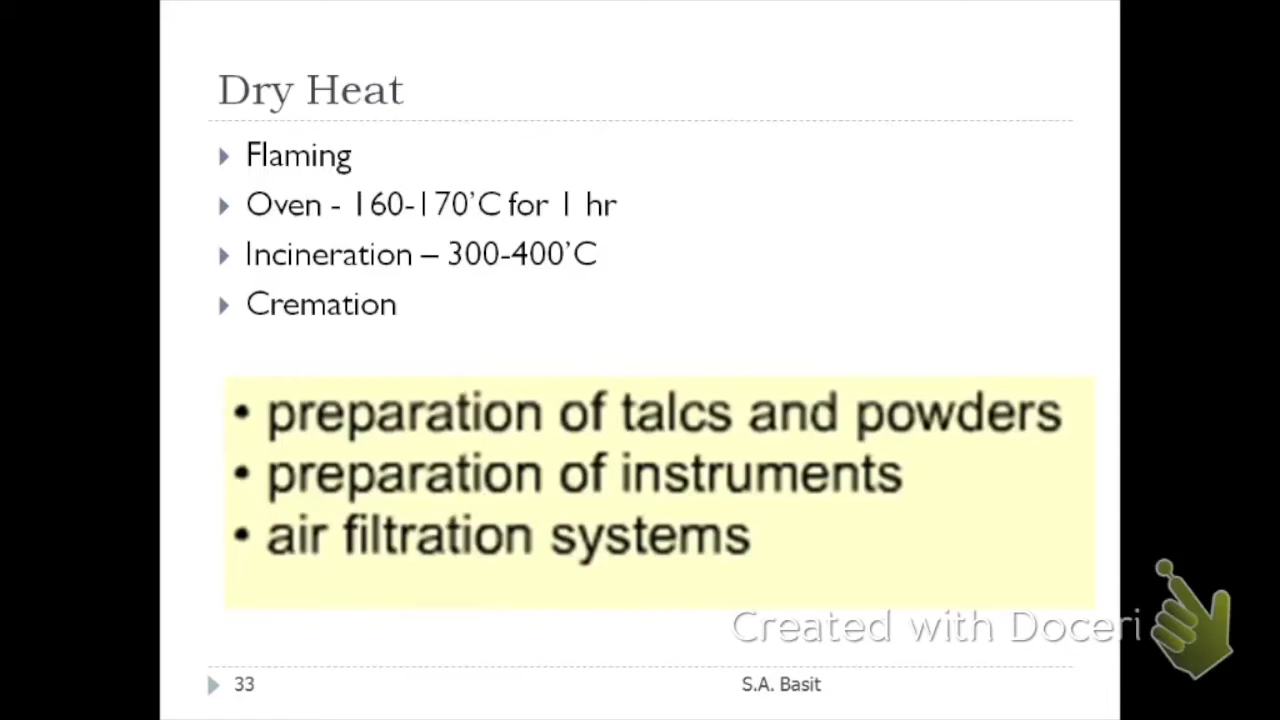 Dry Heat
Flaming
Oven - 160-170'C for 1 hr
Incineration – 300-400'C
Cremation
• preparation of talcs and powders
• preparation of instruments
• air filtration systems
Created with Doceri
33
S.A. Basit